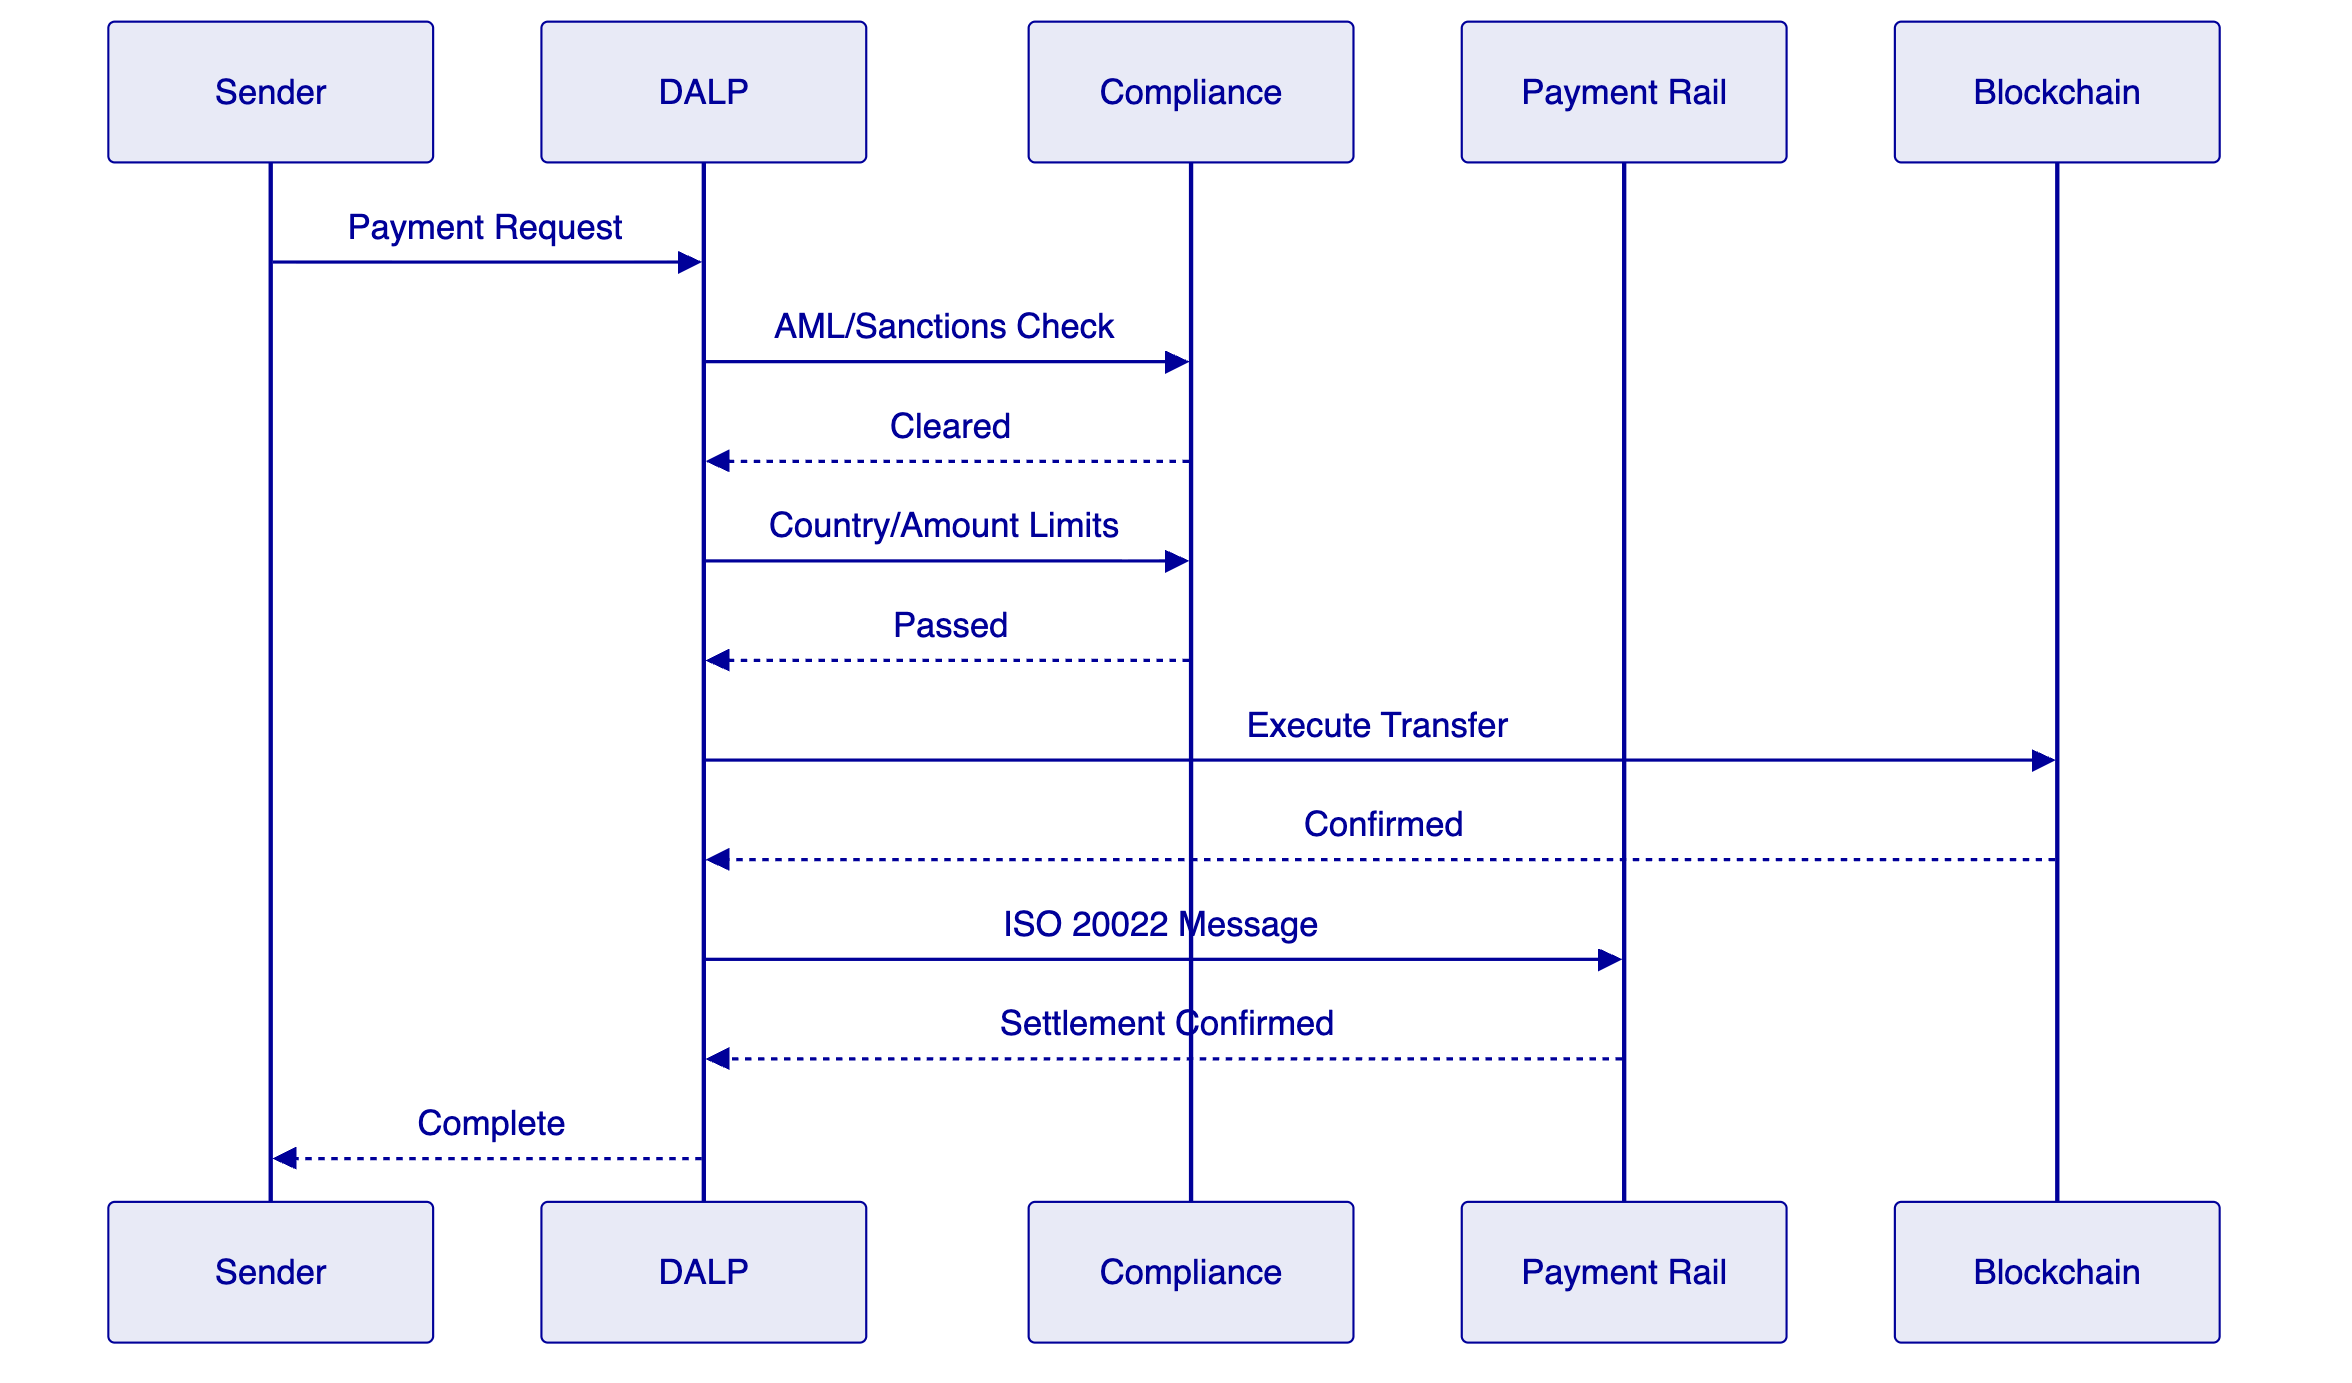 Sender
DALP
Compliance
Payment Rail
Blockchain
Payment Request
AML/Sanctions Check
Cleared
Country/Amount Limits
Passed
Execute Transfer
Confirmed
ISO 20022 Message
Settlement Confirmed
Complete
Sender
DALP
Compliance
Payment Rail
Blockchain